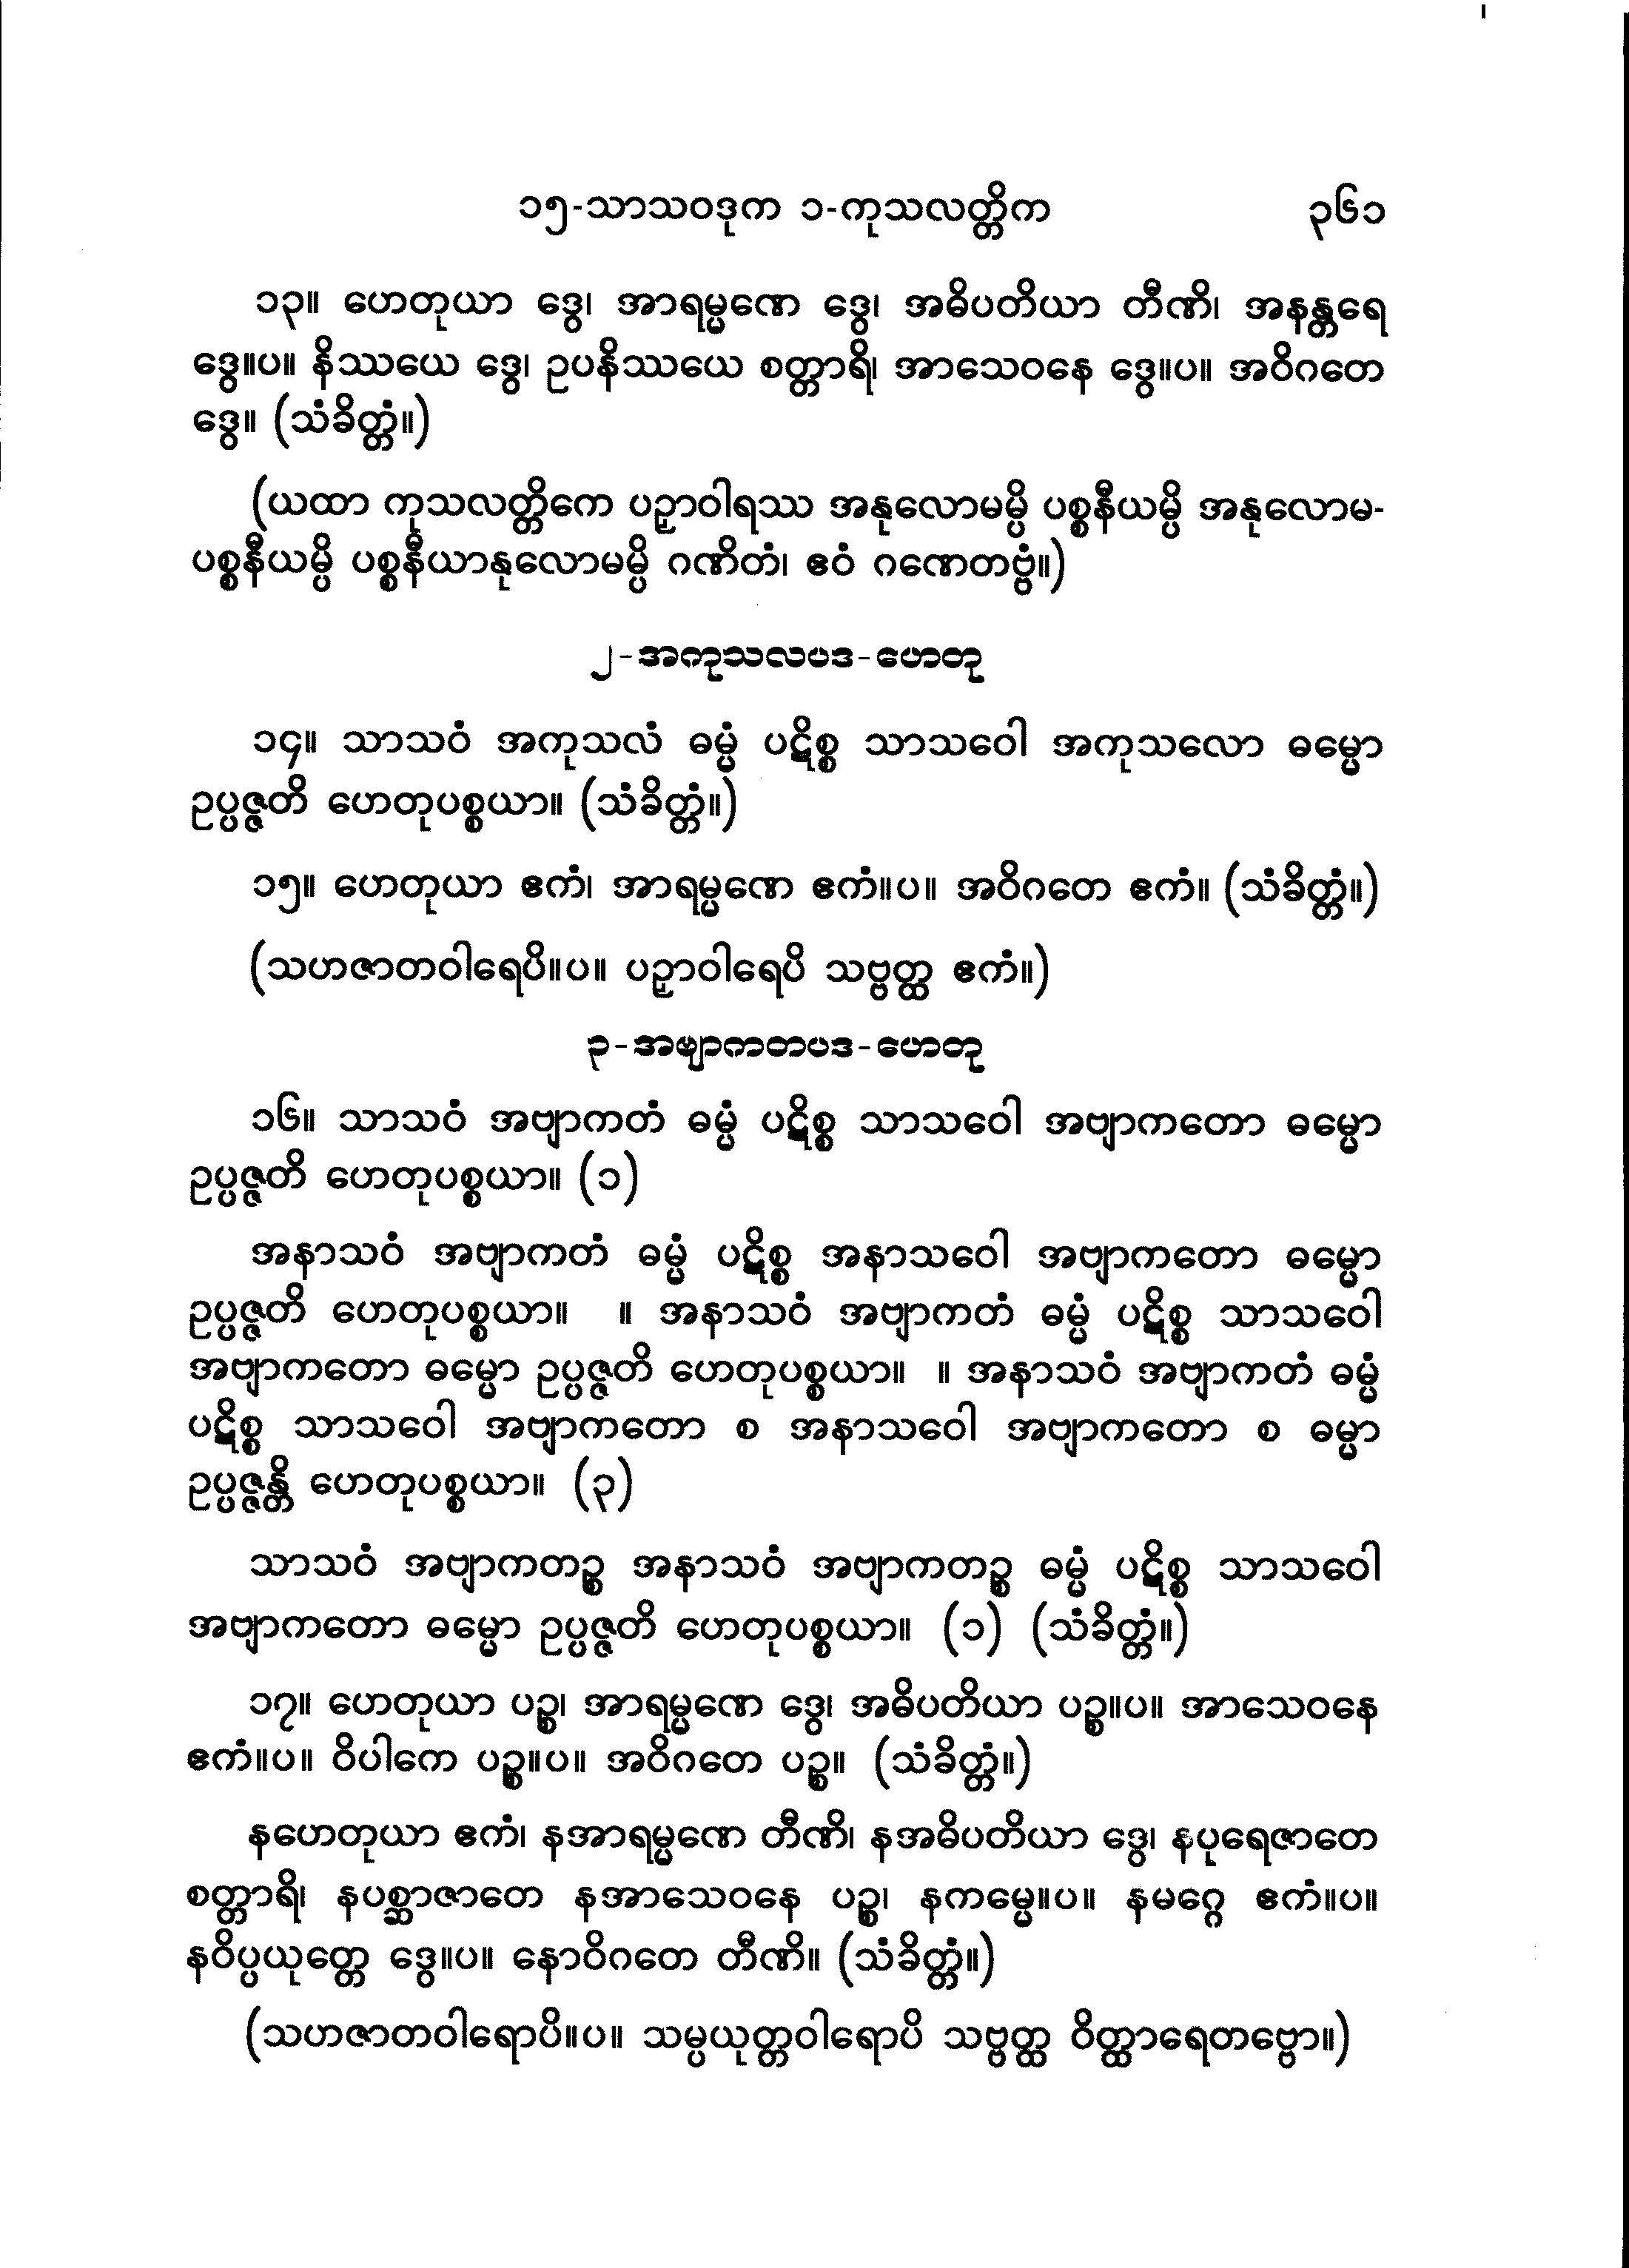 ၁၅-သာသဝဒုက ၁-ကုသလတ္တိက ၃၆၁
၁၃။ ဟေတုယာ ဒွေ၊ အာရမ္မဏေ ဒွေ၊ အဓိပတိယာ တီဏိ၊ အနန္တရေ
ဒွေ။ပ။ နိဿယေ ဒွေ၊ ဥပနိဿယေ စတ္တာရိ၊ အာသေဝနေ ဒွေ။ပ။ အဝိဂတေ
ဒွေ။ (သံခိတ္တံ။)
(ယထာ ကုသလတ္တိကေ ပဉှာဝါရဿ အနုလောမမ္ပိ ပစ္စနီယမ္ပိ အနုလောမ-
ပစ္စနီယမ္ပိ ပစ္စနီယာနုလောမမ္ပိ ဂဏိတံ၊ ဧဝံ ဂဏေတဗ္ဗံ။)
၂-အကုသလပဒ-ဟေတု
၁၄။ သာသဝံ အကုသလံ ဓမ္မံ ပဋိစ္စ သာသဝေါ အကုသလော ဓမ္မော
ဥပ္ပဇ္ဇတိ ဟေတုပစ္စယာ။ (သံခိတ္တံ။)
၁၅။ ဟေတုယာ ဧကံ၊ အာရမ္မဏေ ဧကံ။ပ။ အဝိဂတေ ဧကံ။ (သံခိတ္တံ။)
(သဟဇာတဝါရေပိ။ပ။ ပဉှာဝါရေပိ သဗ္ဗတ္ထ ဧကံ။)
၃-အဗျာကတပဒ-ဟေတု
၁၆။ သာသဝံ အဗျာကတံ ဓမ္မံ ပဋိစ္စ သာသဝေါ အဗျာကတော ဓမ္မော
ဥပ္ပဇ္ဇတိ ဟေတုပစ္စယာ။ (၁)
အနာသဝံ အဗျာကတံ ဓမ္မံ ပဋိစ္စ အနာသဝေါ အဗျာကတော ဓမ္မော
ဥပ္ပဇ္ဇတိ ဟေတုပစ္စယာ။ ။ အနာသဝံ အဗျာကတံ ဓမ္မံ ပဋိစ္စ သာသဝေါ
အဗျာကတော ဓမ္မော ဥပ္ပဇ္ဇတိ ဟေတုပစ္စယာ။ ။ အနာသဝံ အဗျာကတံ ဓမ္မံ
ပဋိစ္စ သာသဝေါ အဗျာကတော စ အနာသဝေါ အဗျာကတော စ ဓမ္မာ
ဥပ္ပဇ္ဇန္တိ ဟေတုပစ္စယာ။ (၃)
သာသဝံ အဗျာကတဉ္စ အနာသဝံ အဗျာကတဉ္စ ဓမ္မံ ပဋိစ္စ သာသဝေါ
အဗျာကတော ဓမ္မော ဥပ္ပဇ္ဇတိ ဟေတုပစ္စယာ။ (၁) (သံခိတ္တံ။)
၁၇။ ဟေတုယာ ပဉ္စ၊ အာရမ္မဏေ ဒွေ၊ အဓိပတိယာ ပဉ္စ။ပ။ အာသေဝနေ
ဧကံ။ပ။ ဝိပါကေ ပဉ္စ။ပ။ အဝိဂတေ ပဉ္စ။ (သံခိတ္တံ။)
နဟေတုယာ ဧကံ၊ နအာရမ္မဏေ တီဏိ၊ နအဓိပတိယာ ဒွေ၊ နပုရေဇာတေ
စတ္တာရိ၊ နပစ္ဆာဇာတေ နအာသေဝနေ ပဉ္စ၊ နကမ္မေ။ပ။ နမဂ္ဂေ ဧကံ။ပ။
နဝိပ္ပယုတ္တေ ဒွေ။ပ။ နောဝိဂတေ တီဏိ။ (သံခိတ္တံ။)
(သဟဇာတဝါရောပိ။ပ။ သမ္ပယုတ္တဝါရောပိ သဗ္ဗတ္ထ ဝိတ္ထာရေတဗ္ဗော။)